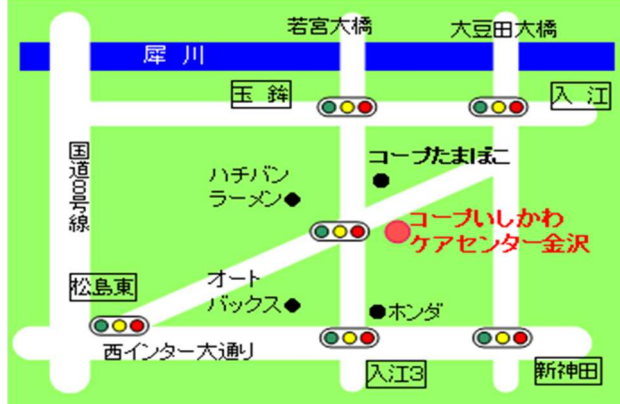 若宮大橋
大豆田大橋
犀 川
玉 鉾
入 江
国道8号線
コープたまぼこ
ハチバン
ラーメン
コープいしかわ
ケアセンター金沢
松島東
オート
バックス
ホンダ
西インター大通り
入江3
新神田